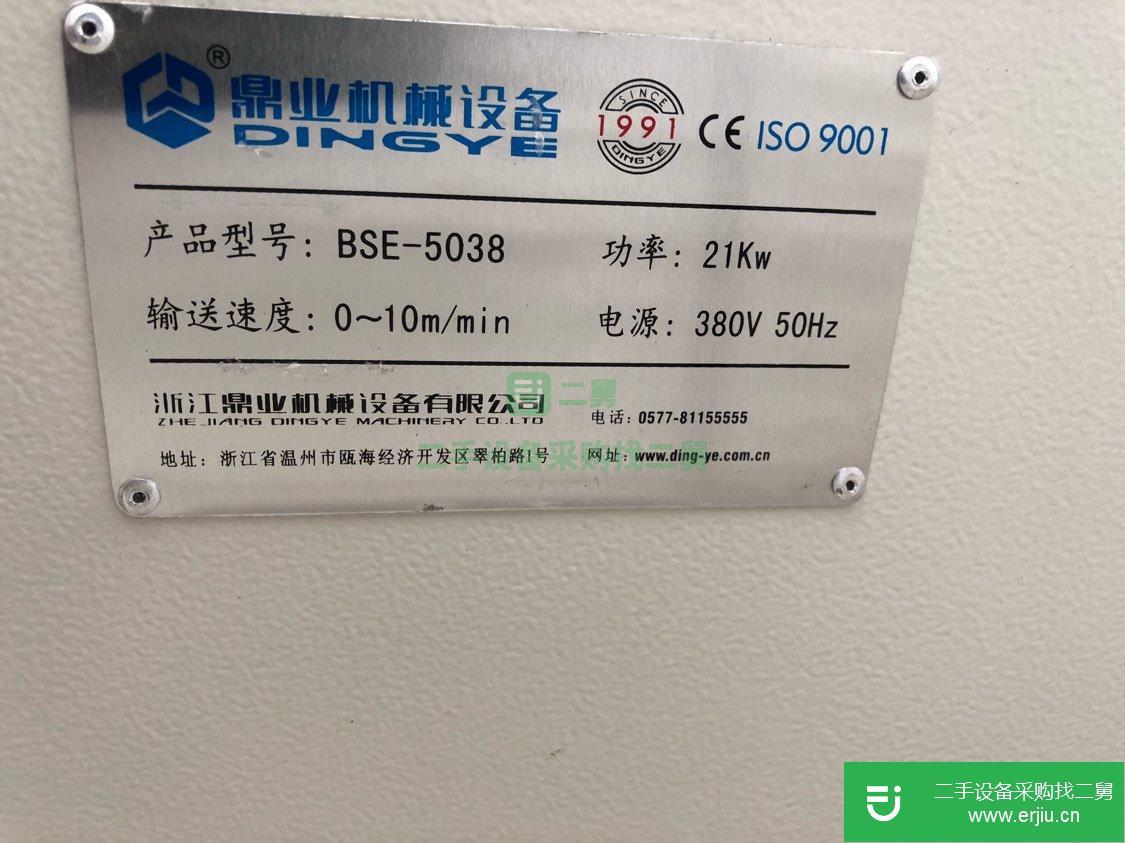 ®
鼎业机械设备
DINGYE
SINCE
1991
DINGYE
CE ISO 9001
产品型号: BSE-5038 功率: 21Kw
输送速度: 0~10m/min 电源: 380V 50Hz
二舅
浙江鼎业机械设备有限公司
ZHEJIANG DINGYE MACHINERY CO.,LTD 电话: 0577-81155555
二手设备采购找二舅
地址: 浙江省温州市瓯海经济开发区翠柏路1号 网址: www.ding-ye.com.cn
二手设备采购找二舅
www.erjiu.cn